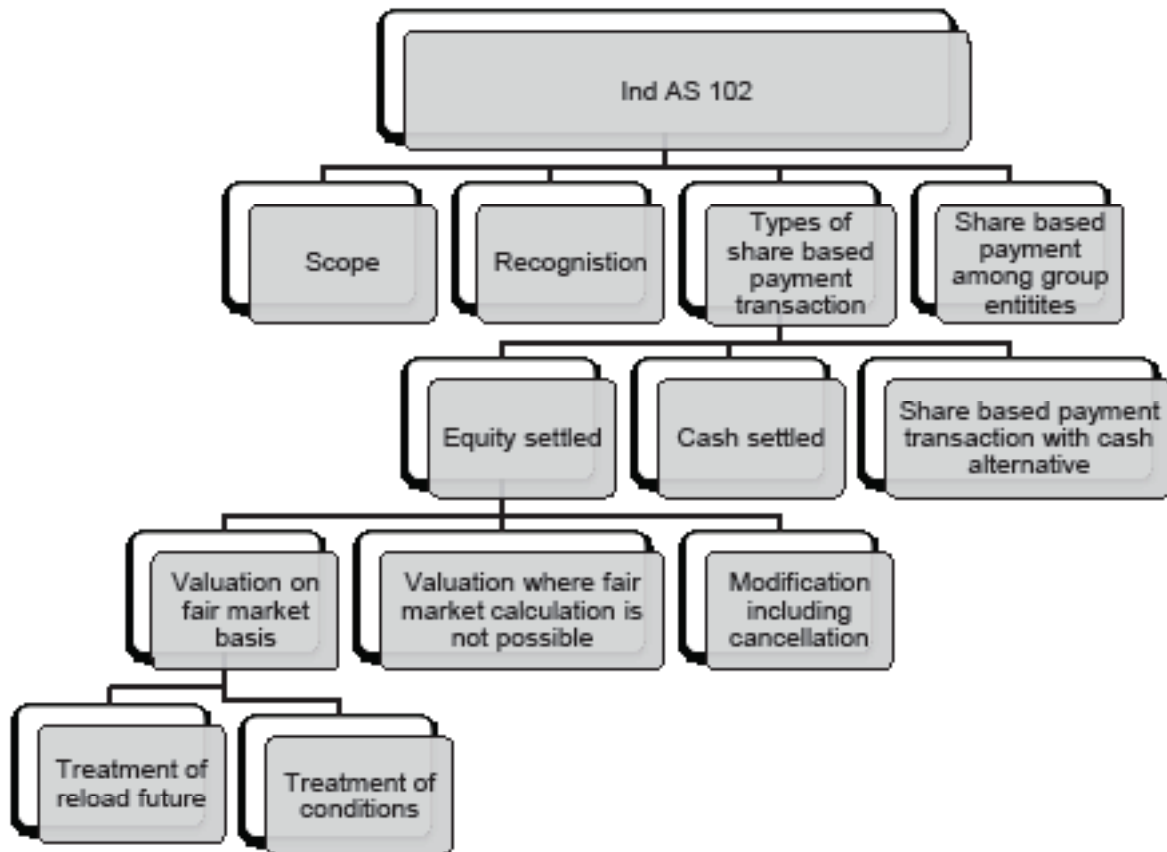 Ind AS 102
Scope
Recognistion
Types of
share based
payment
transaction
Share based
payment
among group
entitites
Equity settled
Cash settled
Share based payment
transaction with cash
alternative
Valuation on
fair market
basis
Valuation where fair
market calculation is
not possible
Modification
including
cancellation
Treatment of
reload future
Treatment of
conditions